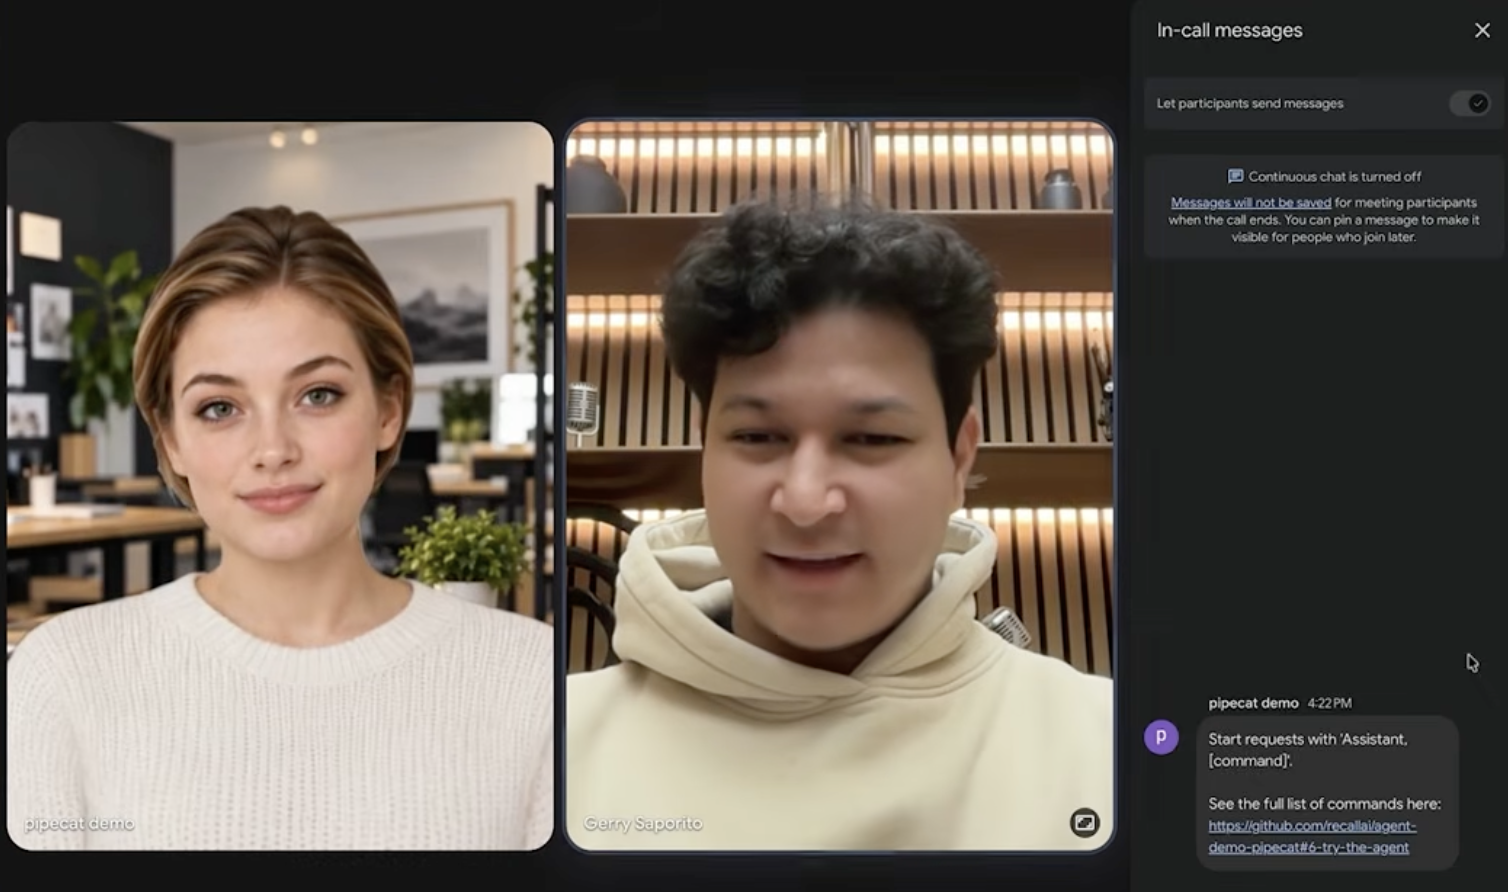 In-call messages
Let participants send messages
Continuous chat is turned off
Messages will not be saved for meeting participants
when the call ends. You can pin a message to make it
visible for people who join later.
pipecat demo 4:22 PM
p
Start requests with 'Assistant,
[command]'.
See the full list of commands here:
https://github.com/recallai/agent-
demo-pipecat#6-try-the-agent
pipecat demo
Gerry Saporito